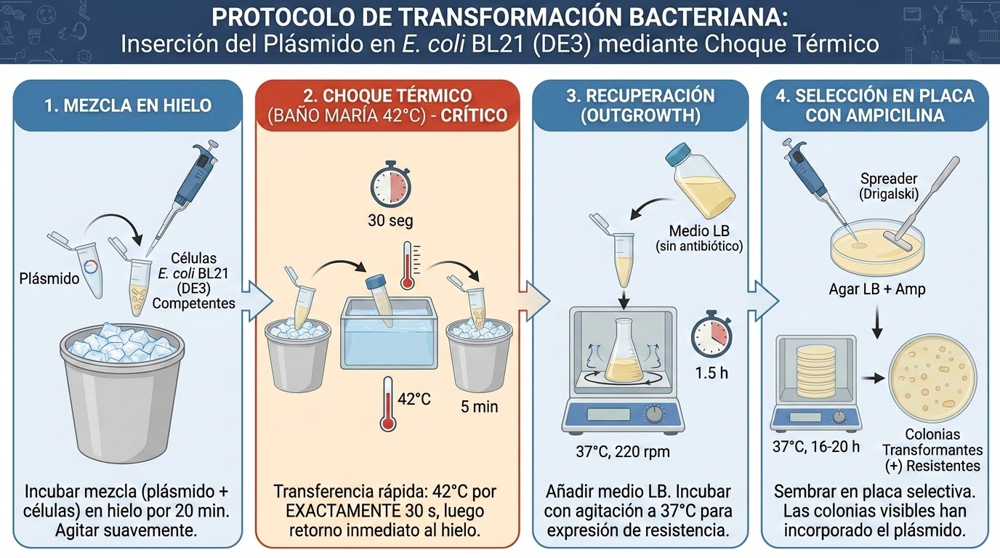 PROTOCOLO DE TRANSFORMACIÓN BACTERIANA:
Inserción del Plásmido en E. coli BL21 (DE3) mediante Choque Térmico
1. MEZCLA EN HIELO
Plásmido
Células
E. coli BL21
(DE3)
Competentes
Incubar mezcla (plásmido +
células) en hielo por 20 min.
Agitar suavemente.
2. CHOQUE TÉRMICO
(BAÑO MARÍA 42°C) - CRÍTICO
30 seg
42°C
5 min
Transferencia rápida: 42°C por
EXACTAMENTE 30 s, luego
retorno inmediato al hielo.
3. RECUPERACIÓN
(OUTGROWTH)
Medio LB
(sin antibiótico)
1.5 h
37°C, 220 rpm
Añadir medio LB. Incubar
con agitación a 37°C para
expresión de resistencia.
4. SELECCIÓN EN PLACA
CON AMPICILINA
Spreader
(Drigalski)
Agar LB + Amp
37°C, 16-20 h
Colonias
Transformantes
(+) Resistentes
Sembrar en placa selectiva.
Las colonias visibles han
incorporado el plásmido.